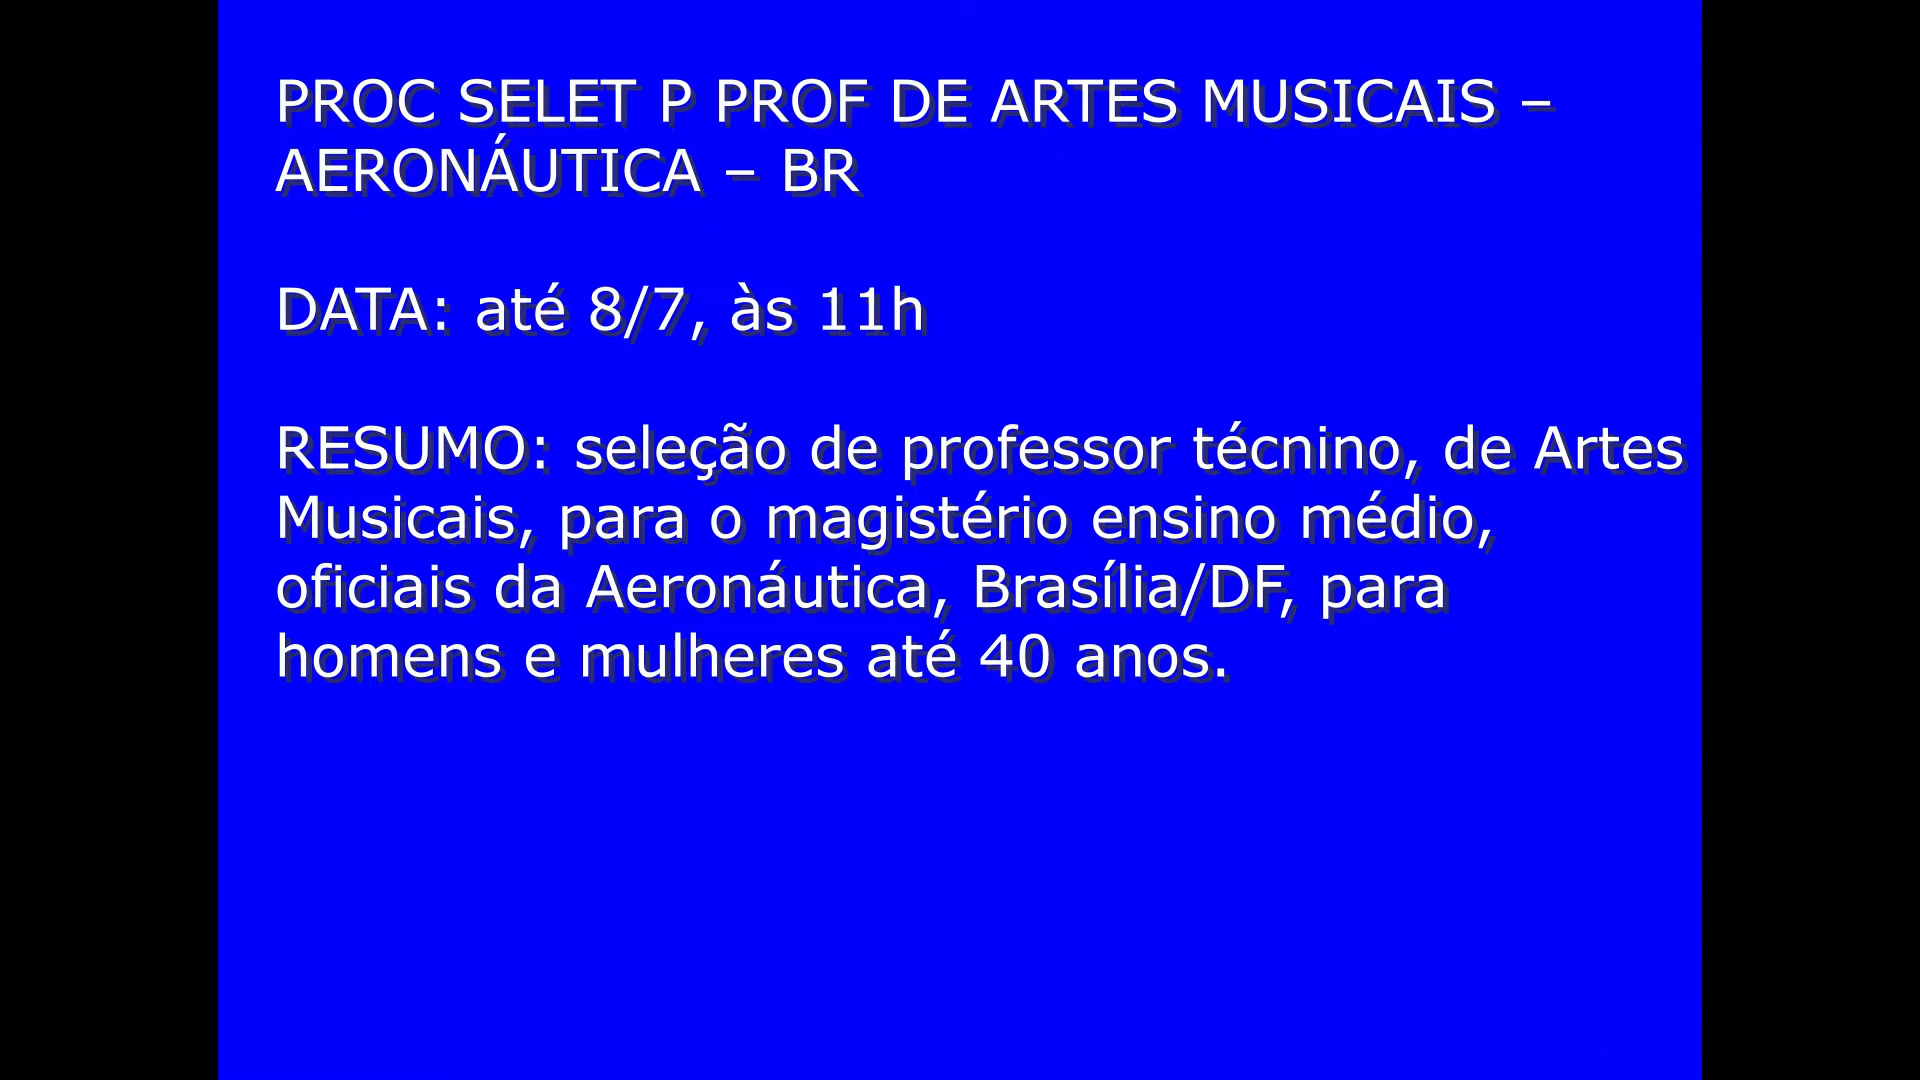 PROC SELET P PROF DE ARTES MUSICAIS –
AERONÁUTICA – BR
DATA: até 8/7, às 11h
RESUMO: seleção de professor técnino, de Artes
Musicais, para o magistério ensino médio,
oficiais da Aeronáutica, Brasília/DF, para
homens e mulheres até 40 anos.